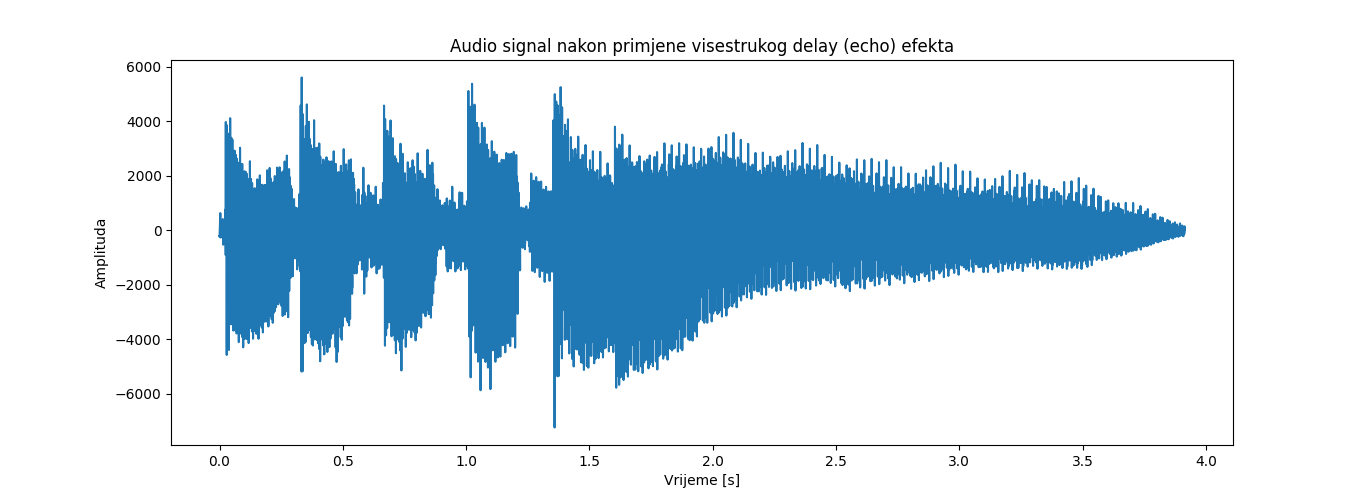 Audio signal nakon primjene visestrukog delay (echo) efekta
6000
4000
2000
0
−2000
−4000
−6000
Amplituda
0.0 0.5 1.0 1.5 2.0 2.5 3.0 3.5 4.0
Vrijeme [s]